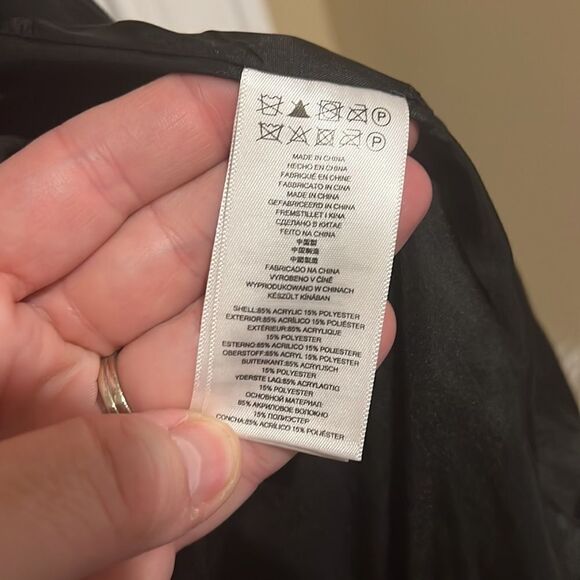 P
P
MADE IN CHINA
HECHO EN CHINA
FABRIQUÉ EN CHINE
FABBRICATO IN CINA
MADE IN CHINA
GEFABRICEERD IN CHINA
FREMSTILLET I KINA
СДЕЛАНО В КИТАЕ
FEITO NA CHINA
中国製
中国制造
中國製造
FABRICADO NA CHINA
VYROBENO V ČÍNĚ
WYPRODUKOWANO W CHINACH
KÉSZÜLT KÍNÁBAN
SHELL:85% ACRYLIC 15% POLYESTER
EXTERIOR:85% ACRÍLICO 15% POLIÉSTER
EXTÉRIEUR:85% ACRYLIQUE
15% POLYESTER
ESTERNO:85% ACRILICO 15% POLIESTERE
OBERSTOFF:85% ACRYL 15% POLYESTER
BUITENKANT:85% ACRYLISCH
15% POLYESTER
YDERSTE LAG:85% ACRYLAGTIG
15% POLYESTER
ОСНОВНОЙ МАТЕРИАЛ:
85% АКРИЛОВОЕ ВОЛОКНО
15% ПОЛИЭСТЕР
CONCHA:85% ACRÍLICO 15% POLIÉSTER